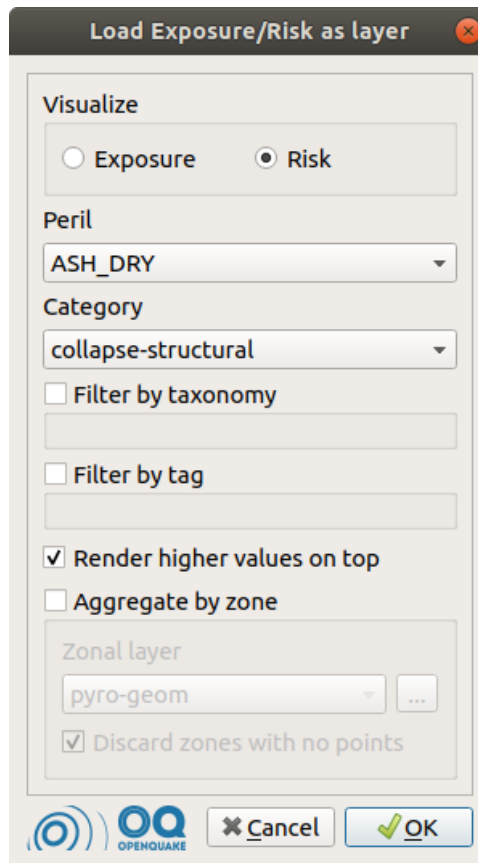 Load Exposure/Risk as layer
Visualize
Exposure Risk
Peril
ASH_DRY
Category
collapse-structural
Filter by taxonomy
Filter by tag
Render higher values on top
Aggregate by zone
Zonal layer
pyro-geom ...
Discard zones with no points
OQ
OPENQUAKE
Cancel OK